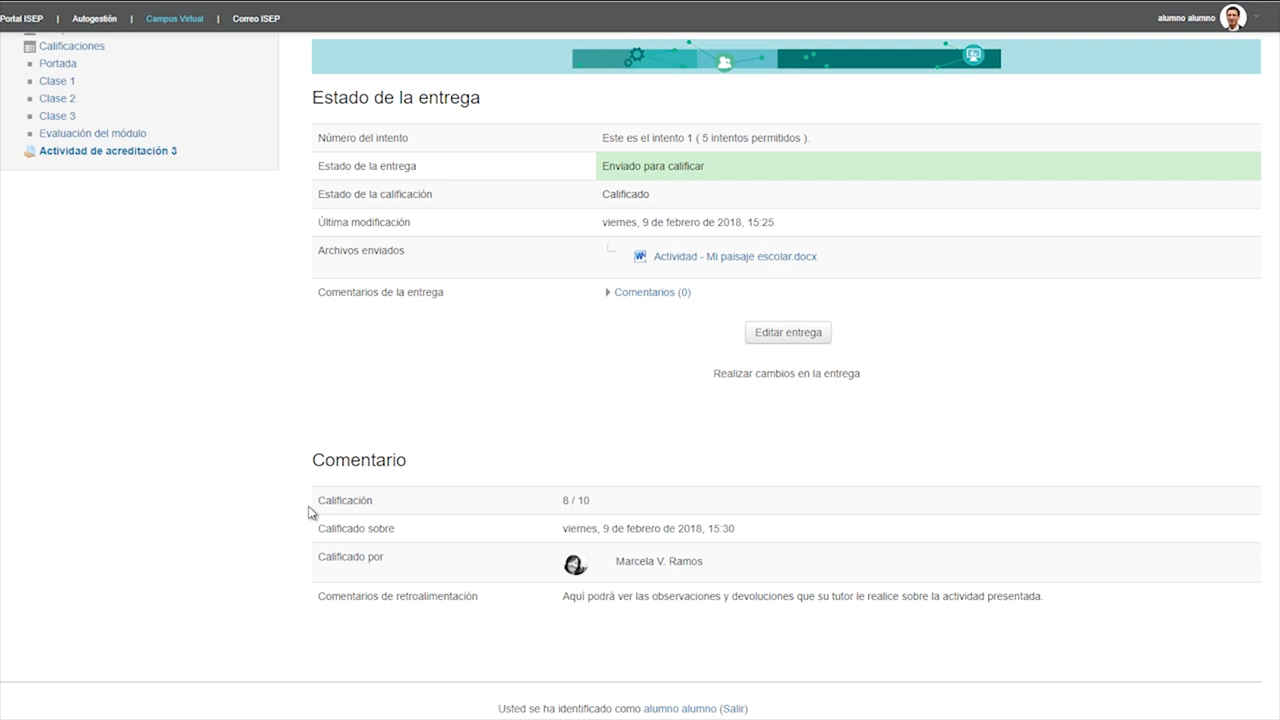 Portal ISEP | Autogestión | Campus Virtual | Correo ISEP
alumno alumno
Calificaciones
Portada
Clase 1
Clase 2
Clase 3
Evaluación del módulo
Actividad de acreditación 3
Estado de la entrega
Número del intento Este es el intento 1 ( 5 intentos permitidos ).
Estado de la entrega Enviado para calificar
Estado de la calificación Calificado
Última modificación viernes, 9 de febrero de 2018, 15:25
Archivos enviados Actividad - Mi paisaje escolar.docx
Comentarios de la entrega Comentarios (0)
Editar entrega
Realizar cambios en la entrega
Comentario
Calificación 8 / 10
Calificado sobre viernes, 9 de febrero de 2018, 15:30
Calificado por Marcela V. Ramos
Comentarios de retroalimentación Aquí podrá ver las observaciones y devoluciones que su tutor le realice sobre la actividad presentada.
Usted se ha identificado como alumno alumno (Salir)